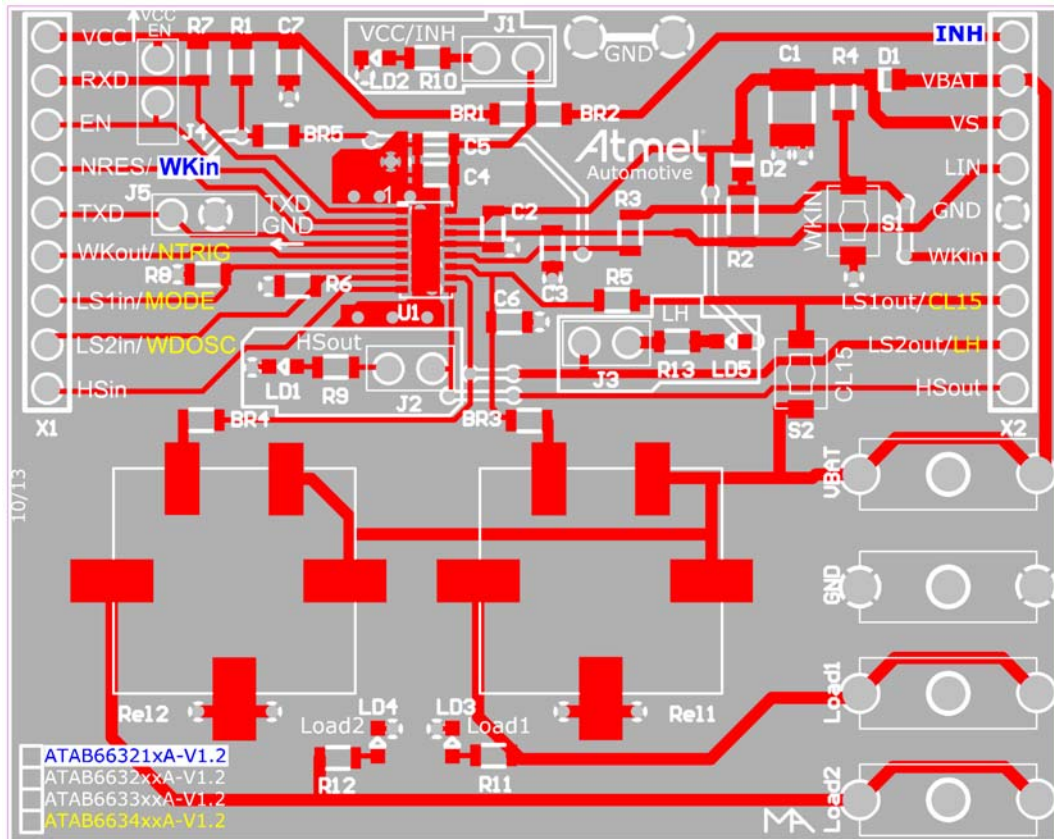 VCC
VCC
EN
R7 R1 C7
VCC/INH
J1
LD2
R10
GND
INH
C1
R4
D1
VBAT
RXD
EN
J4
BR5
BR1
BR2
VS
C5
C4
Atmel
Automotive
D2
LIN
NRES/ WKin
J5
TXD
TXD
GND
1
C2
R3
WKIN
S1
GND
WKout/NTRIG
R8
R6
C3
R2
WKin
LS1in/MODE
U1
C6
R5
LS1out/CL15
LS2in/WDOSC
HSout
LH
LS2out/LH
LD1
R9
J2
J3
R13
LD5
CL15
HSin
HSout
X1
BR4
BR3
S2
X2
10/13
VBAT
GND
Rel2
LD4
Load2
LD3
Load1
Rel1
Load1
R12
R11
Load2
ATAB66321xA-V1.2
ATAB6632xxA-V1.2
ATAB6633xxA-V1.2
ATAB6634xxA-V1.2
MA